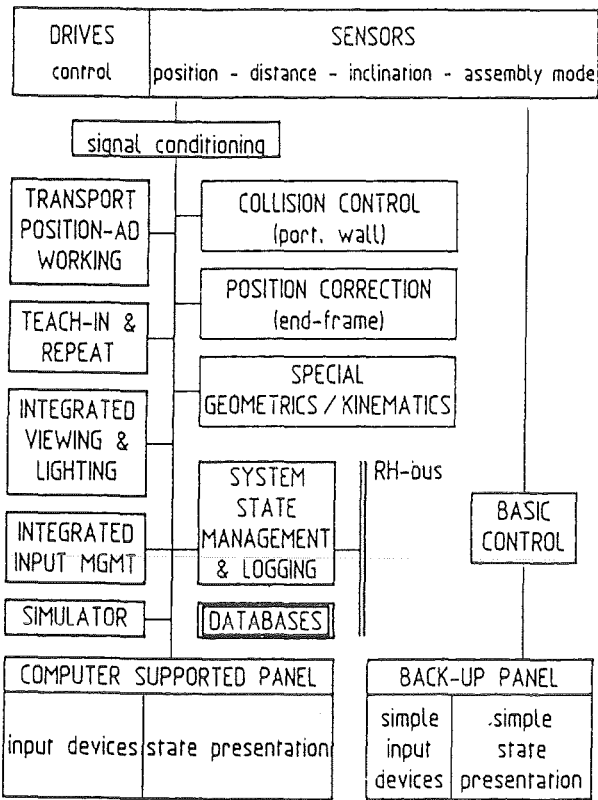 DRIVES
control
SENSORS
position - distance - inclination - assembly mode
signal conditioning
TRANSPORT
POSITION-AD
WORKING
COLLISION CONTROL
(port, wall)
TEACH-IN &
REPEAT
POSITION CORRECTION
(end-frame)
INTEGRATED
VIEWING &
LIGHTING
SPECIAL
GEOMETRICS / KINEMATICS
INTEGRATED
INPUT MGMT
SYSTEM
STATE
MANAGEMENT
& LOGGING
RH-bus
BASIC
CONTROL
SIMULATOR
DATABASES
COMPUTER SUPPORTED PANEL
input devices
state presentation
BACK-UP PANEL
simple
input
devices
simple
state
presentation